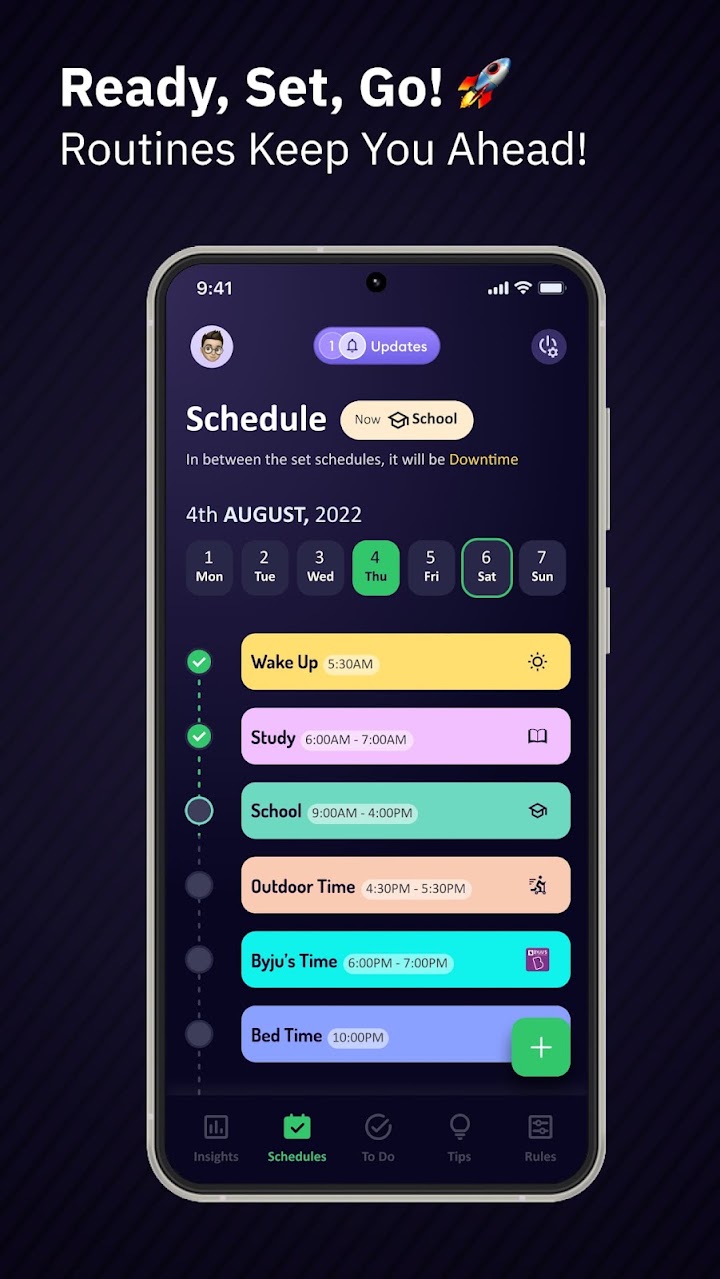 Ready, Set, Go! 🚀
Routines Keep You Ahead!
9:41
1 Updates
Schedule Now School
In between the set schedules, it will be Downtime
4th AUGUST, 2022
1 2 3 4 5 6 7
Mon Tue Wed Thu Fri Sat Sun
Wake Up 5:30AM
Study 6:00AM - 7:00AM
School 9:00AM - 4:00PM
Outdoor Time 4:30PM - 5:30PM
Byju's Time 6:00PM - 7:00PM
Bed Time 10:00PM
+
Insights Schedules To Do Tips Rules